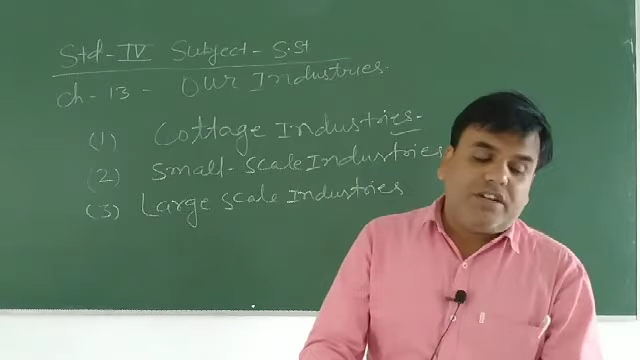 Std-IV Subject - S.St
Ch - 13 - Our Industries.
(1) Cottage Industries.
(2) Small-Scale Industries
(3) Large Scale Industries